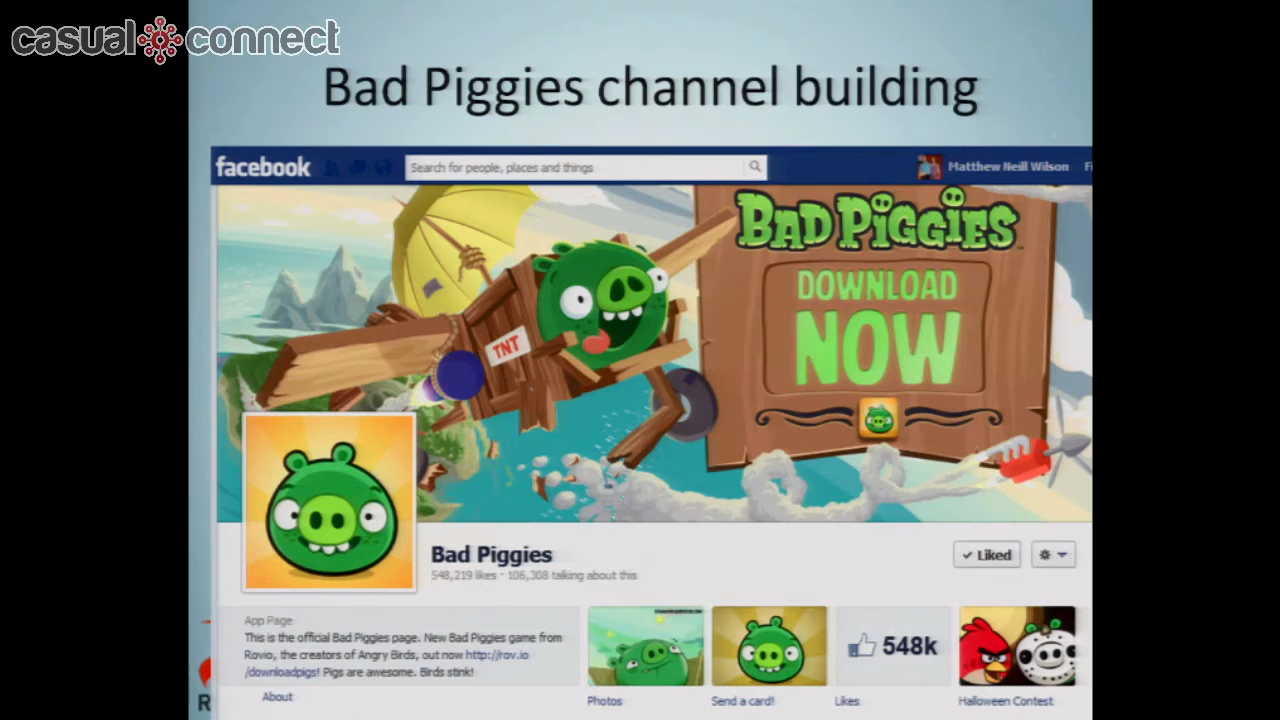 casual connect
Bad Piggies channel building
facebook
Search for people, places and things
Matthew Neill Wilson
BAD PIGGIES
DOWNLOAD
NOW
TNT
Bad Piggies
548,219 likes · 106,308 talking about this
Liked
App Page
This is the official Bad Piggies page. New Bad Piggies game from
Rovio, the creators of Angry Birds, out now http://rov.io
/downloadpigs! Pigs are awesome. Birds stink!
About
548k
Photos
Send a card!
Likes
Halloween Contest